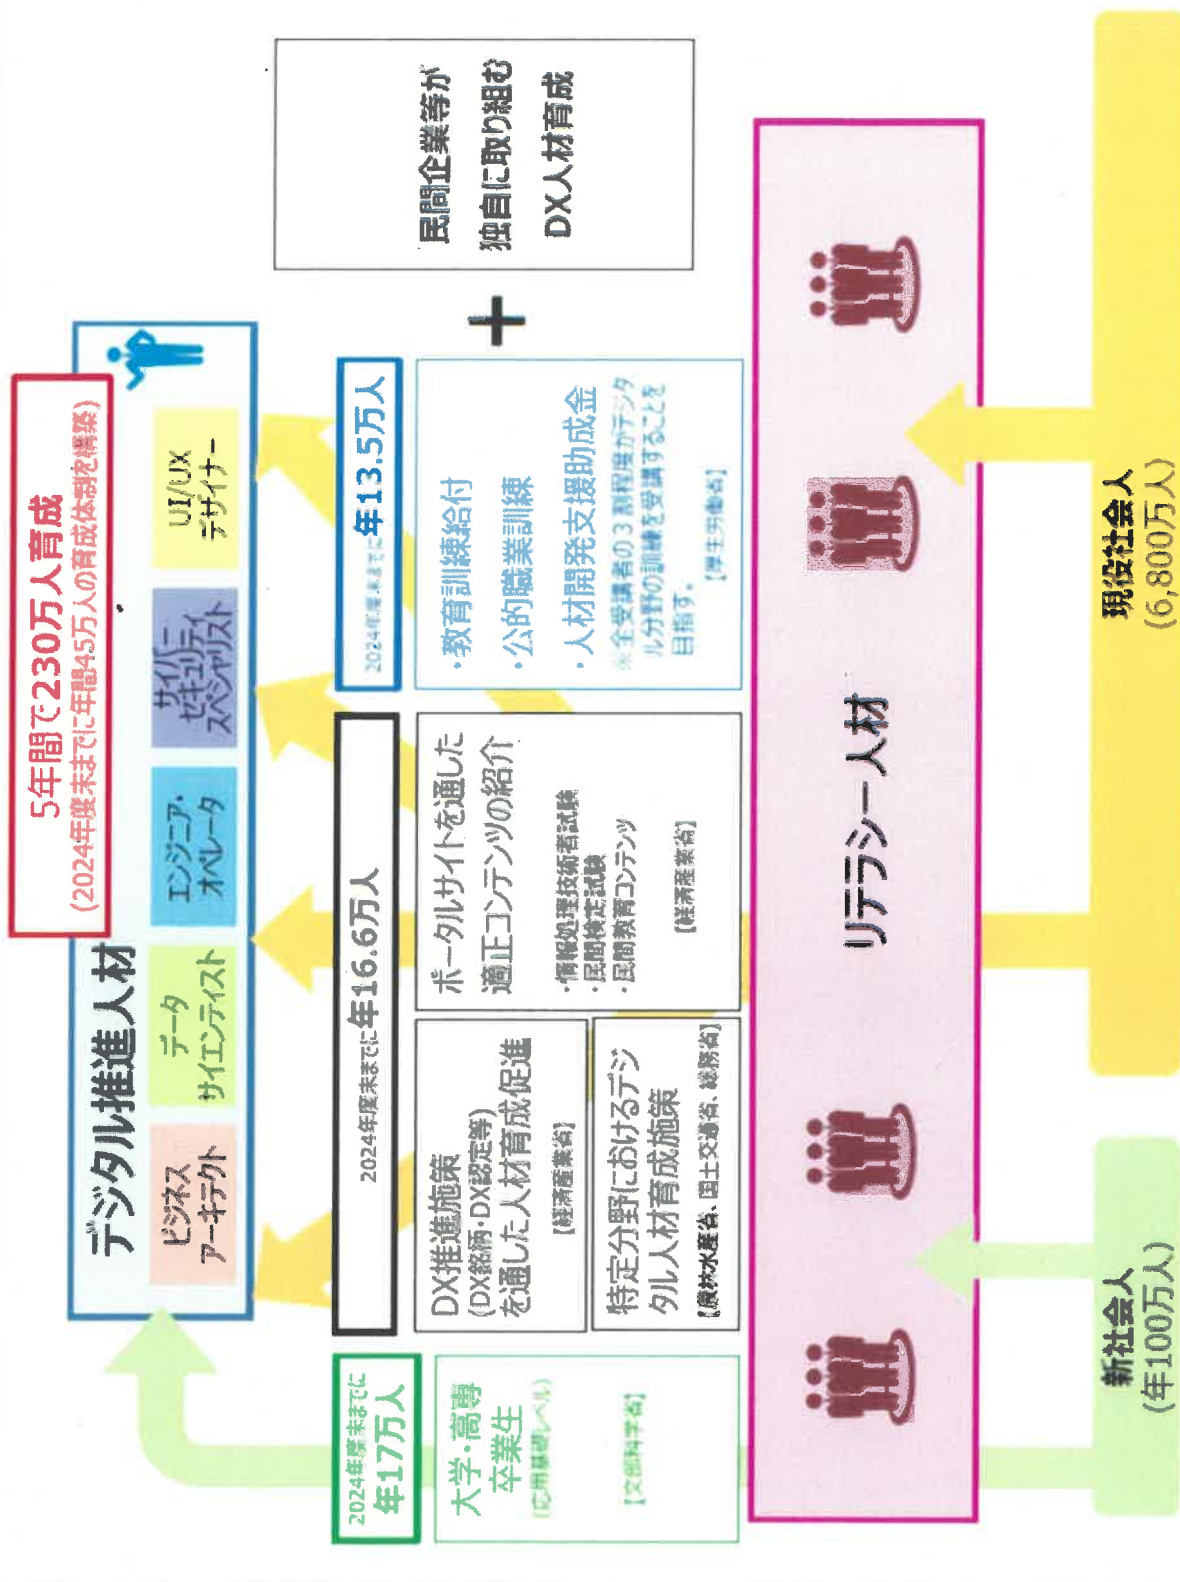 5年間で230万人育成
(2024年度末までに年間45万人の育成体制を構築)
デジタル推進人材
ビジネス
アーキテクト
データ
サイエンティスト
エンジニア・
オペレータ
サイバー
セキュリティ
スペシャリスト
UI/UX
デザイナー
2024年度末までに
年17万人
大学・高専
卒業生
(応用基礎レベル)
【文部科学省】
2024年度末までに年16.6万人
DX推進施策
(DX銘柄・DX認定等)
を通した人材育成促進
【経済産業省】
特定分野におけるデジ
タル人材育成施策
【農林水産省、国土交通省、総務省】
ポータルサイトを通した
適正コンテンツの紹介
・情報処理技術者試験
・民間検定試験
・民間教育コンテンツ
【経済産業省】
2024年度末までに年13.5万人
・教育訓練給付
・公的職業訓練
・人材開発支援助成金
※全受講者の3割程度がデジタ
ル分野の訓練を受講することを
目指す。
【厚生労働省】
+
民間企業等が
独自に取り組む
DX人材育成
リテラシー人材
新社会人
(年100万人)
現役社会人
(6,800万人)